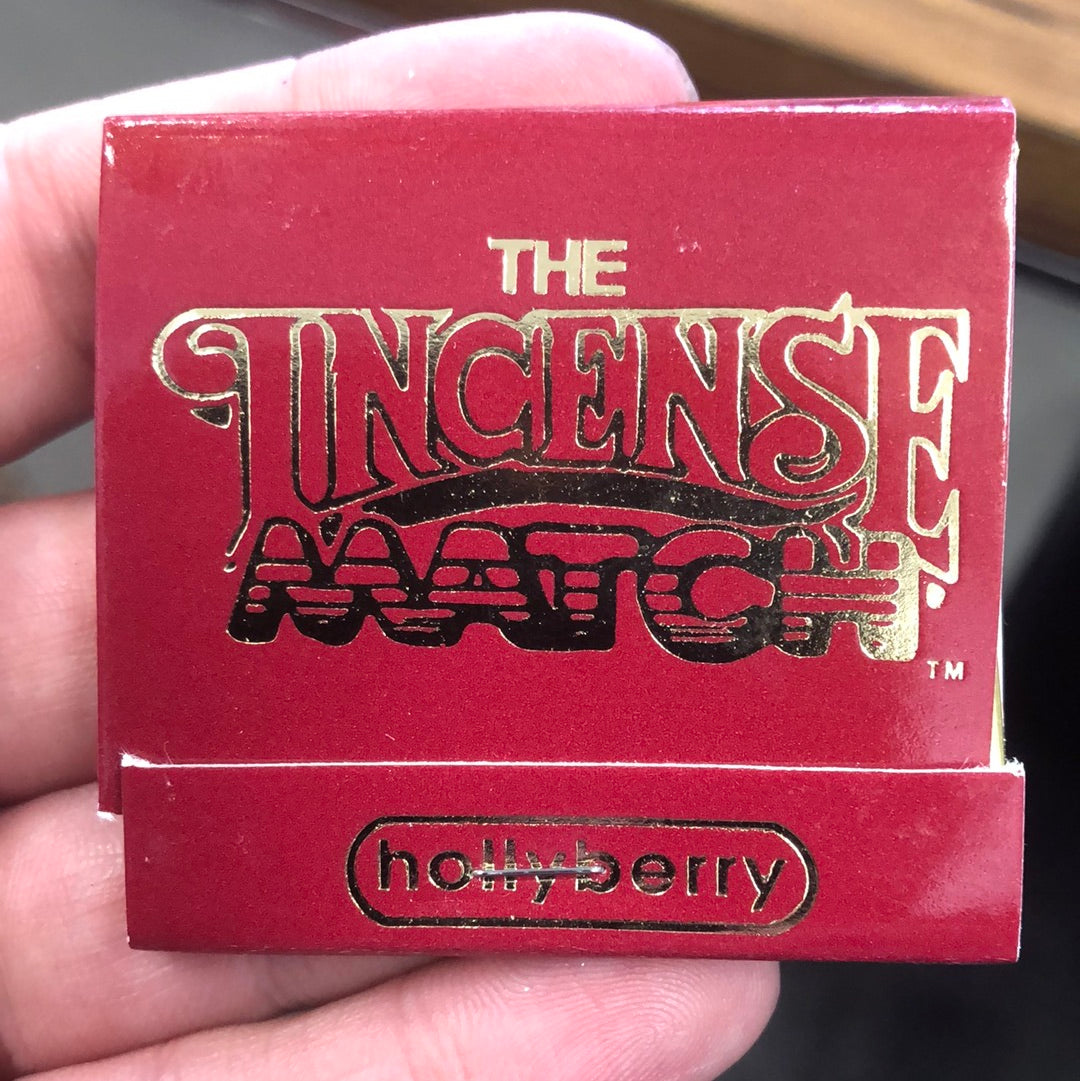 THE
INCENSE
MATCH
TM
hollyberry